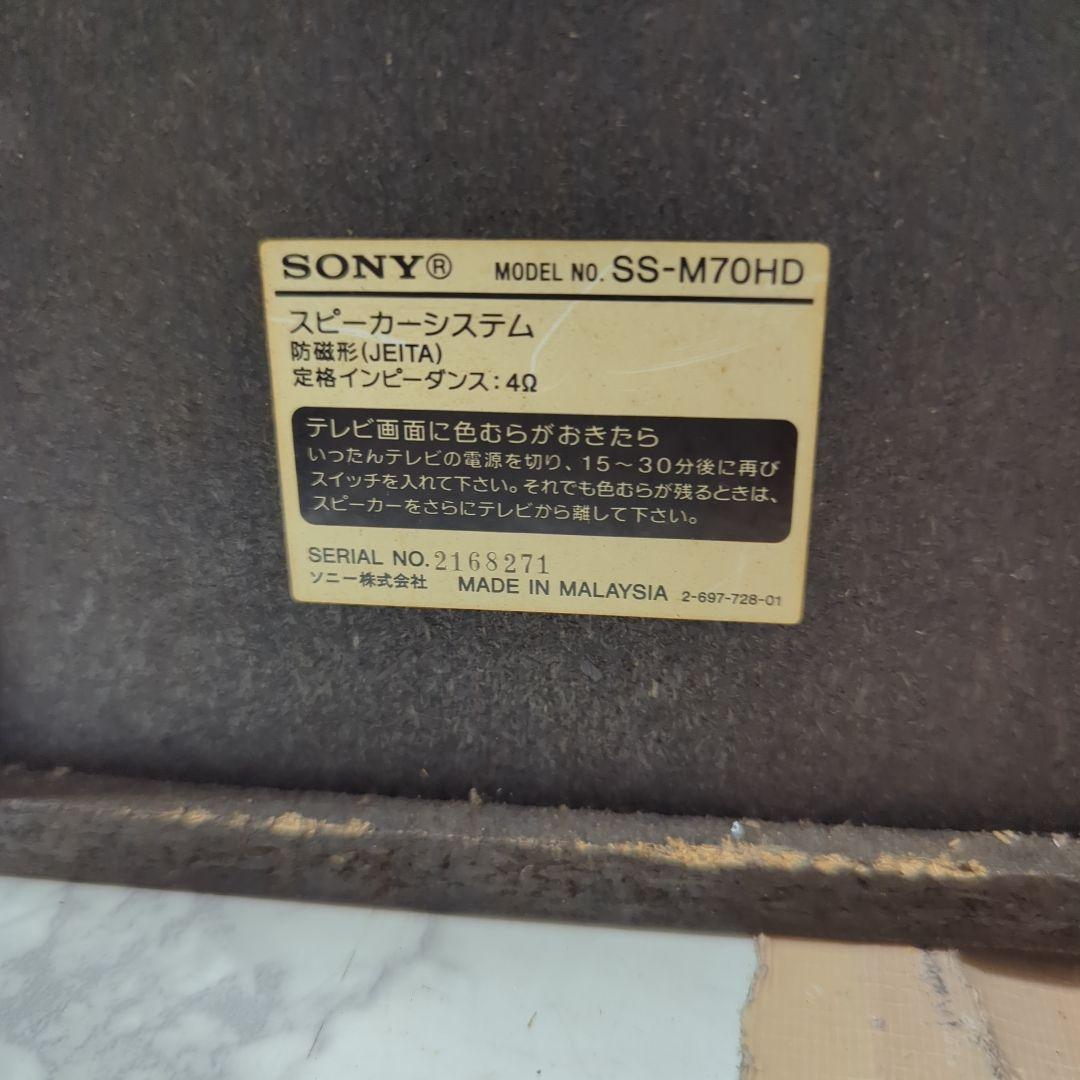 SONY® MODEL NO. SS-M70HD
スピーカーシステム
防磁形(JEITA)
定格インピーダンス:4Ω
テレビ画面に色むらがおきたら
いったんテレビの電源を切り、15〜30分後に再び
スイッチを入れて下さい。それでも色むらが残るときは、
スピーカーをさらにテレビから離して下さい。
SERIAL NO. 2168271
ソニー株式会社 MADE IN MALAYSIA 2-697-728-01